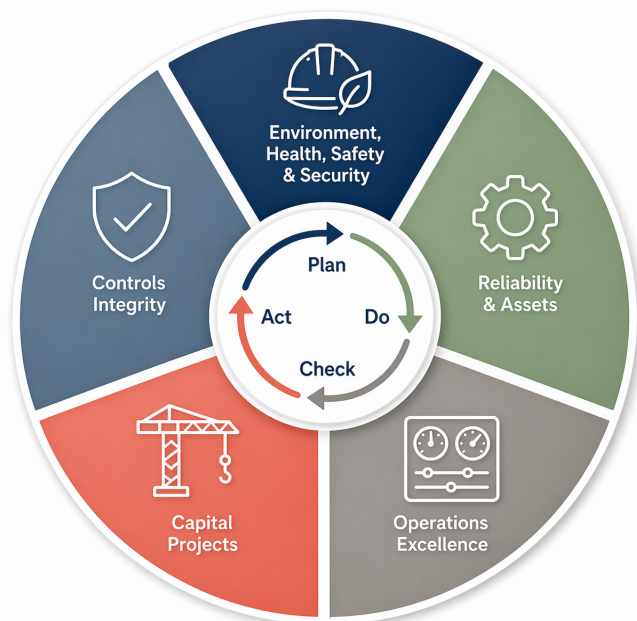 Environment,
Health, Safety
& Security
Controls
Integrity
Reliability
& Assets
Plan
Act
Do
Check
Capital
Projects
Operations
Excellence